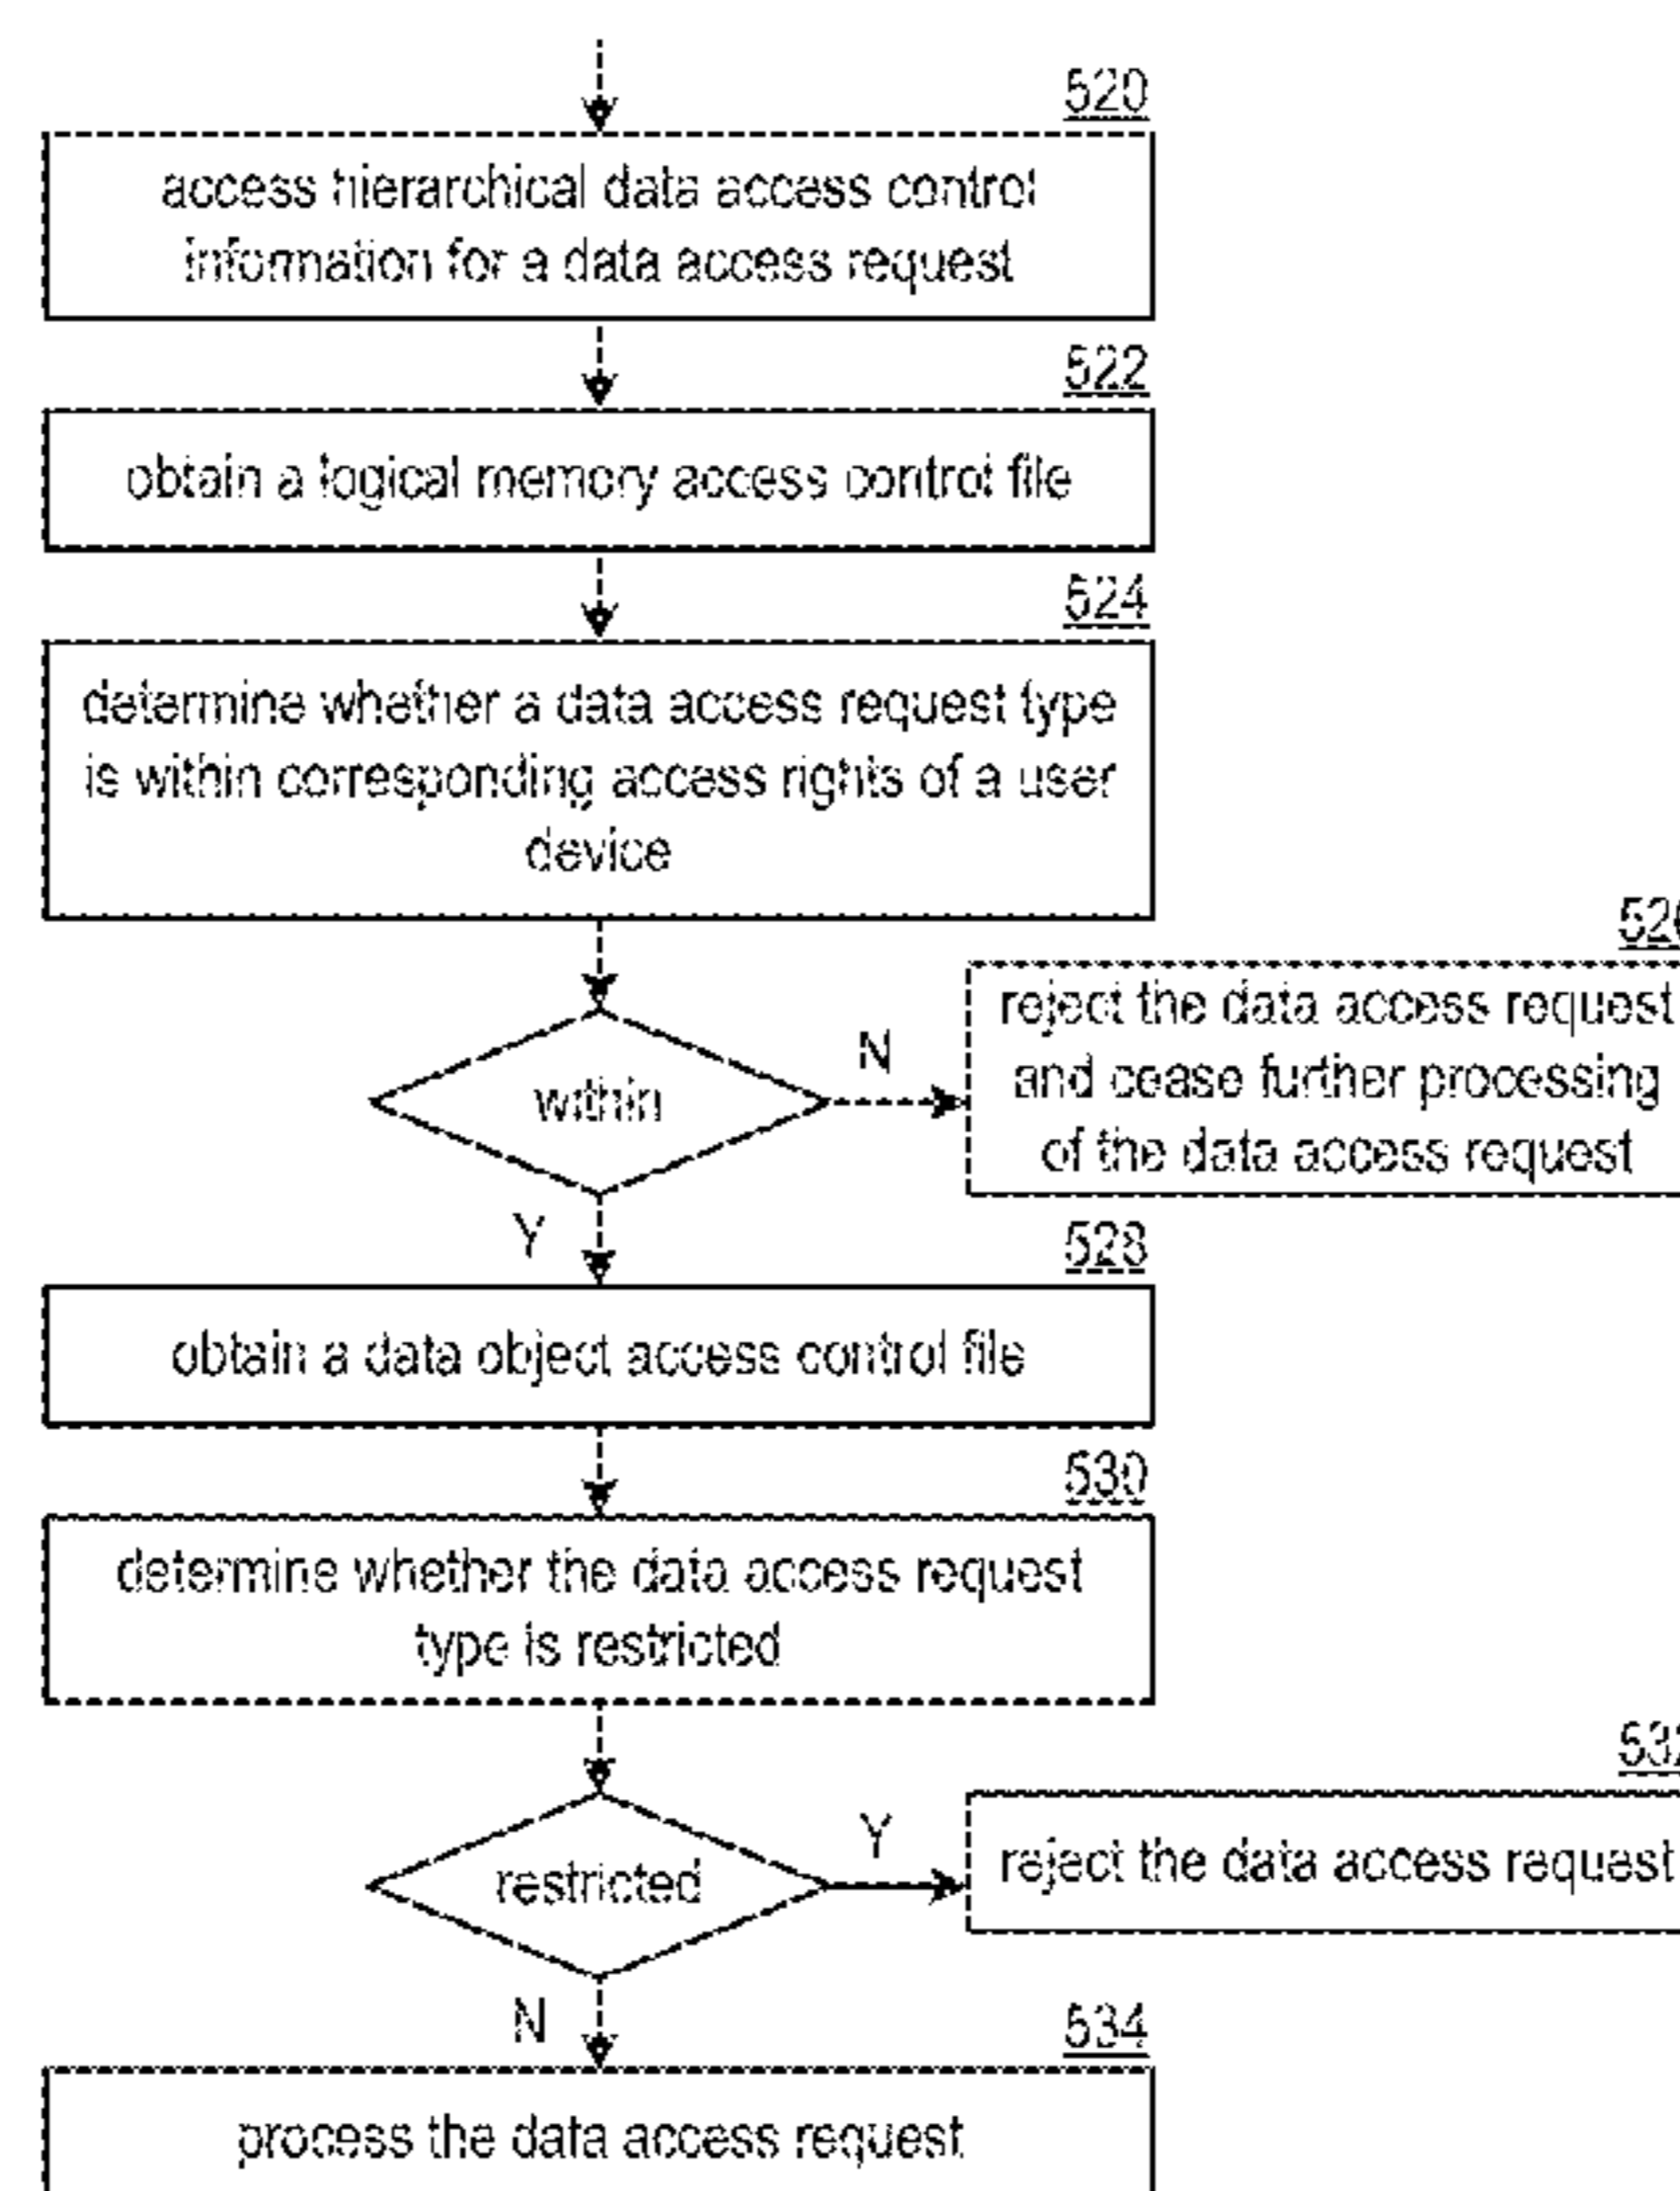 520
access hierarchical data access control
information for a data access request
522
obtain a logical memory access control file
524
determine whether a data access request type
is within corresponding access rights of a user
device
526
reject the data access request
and cease further processing
of the data access request
within
N
Y
528
obtain a data object access control file
530
determine whether the data access request
type is restricted
532
reject the data access request
restricted
Y
N
534
process the data access request